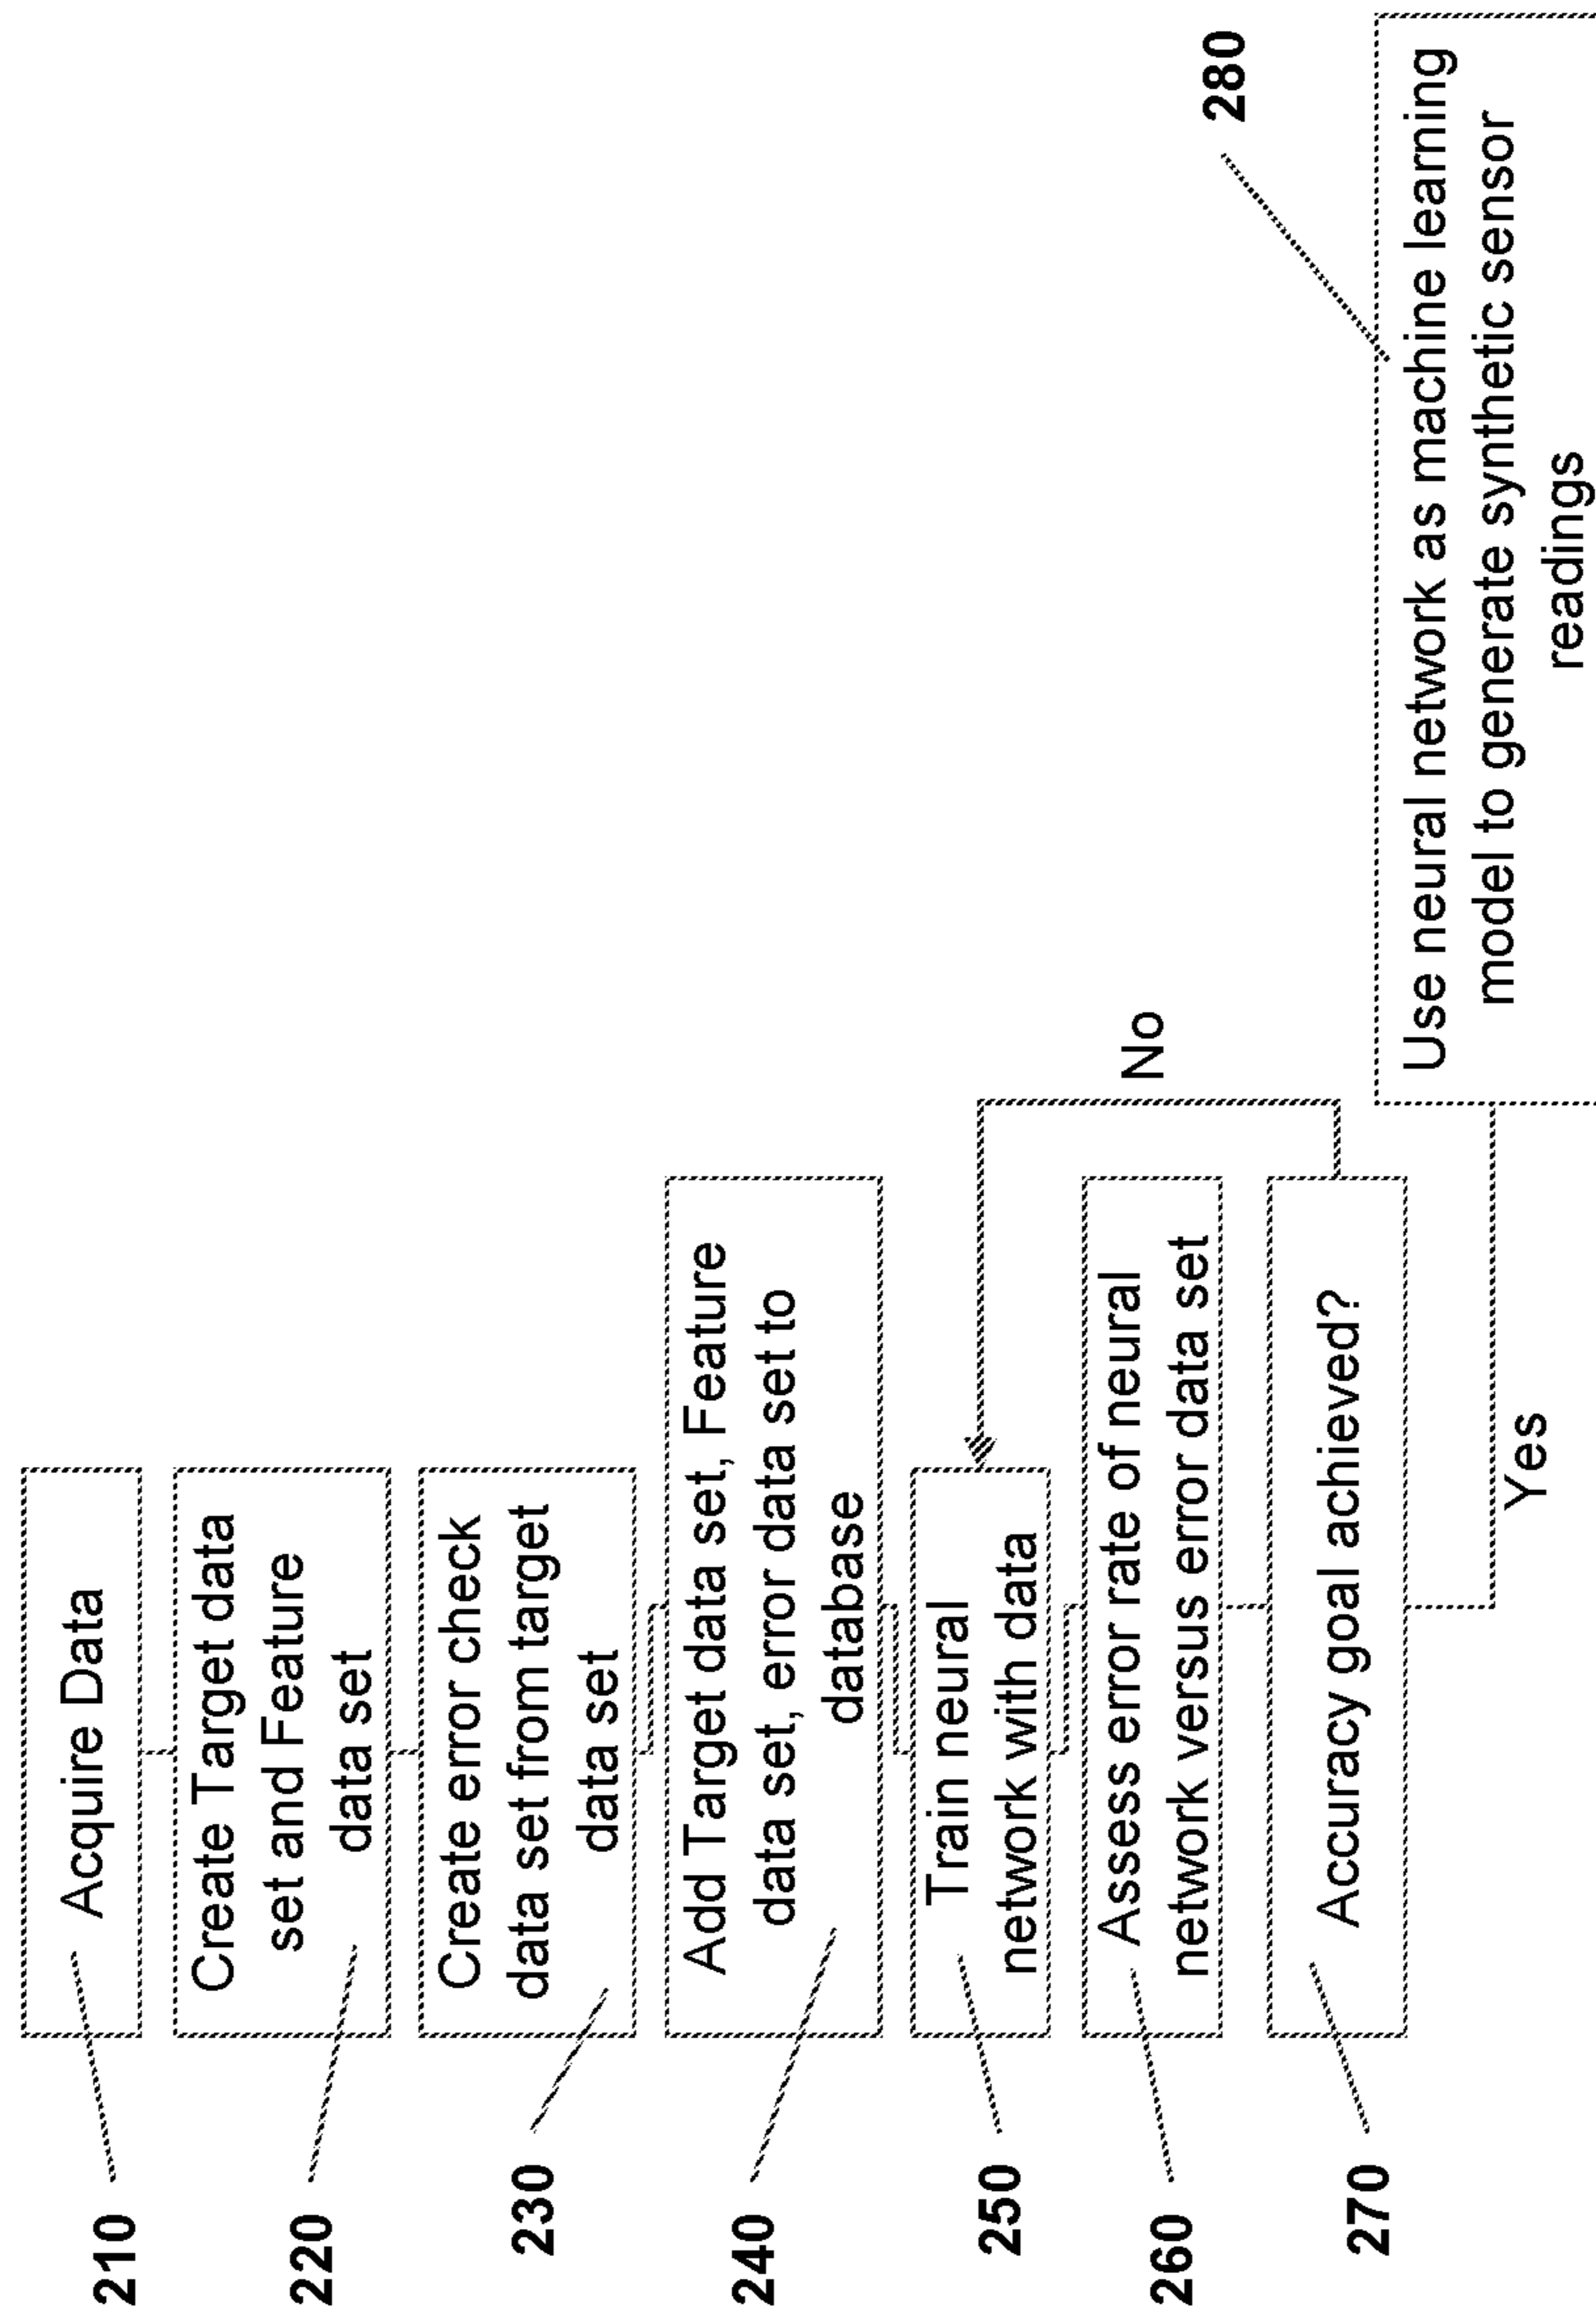 210
Acquire Data
220
Create Target data
set and Feature
data set
230
Create error check
data set from target
data set
240
Add Target data set, Feature
data set, error data set to
database
250
Train neural
network with data
260
Assess error rate of neural
network versus error data set
270
Accuracy goal achieved?
No
Yes
280
Use neural network as machine learning
model to generate synthetic sensor
readings